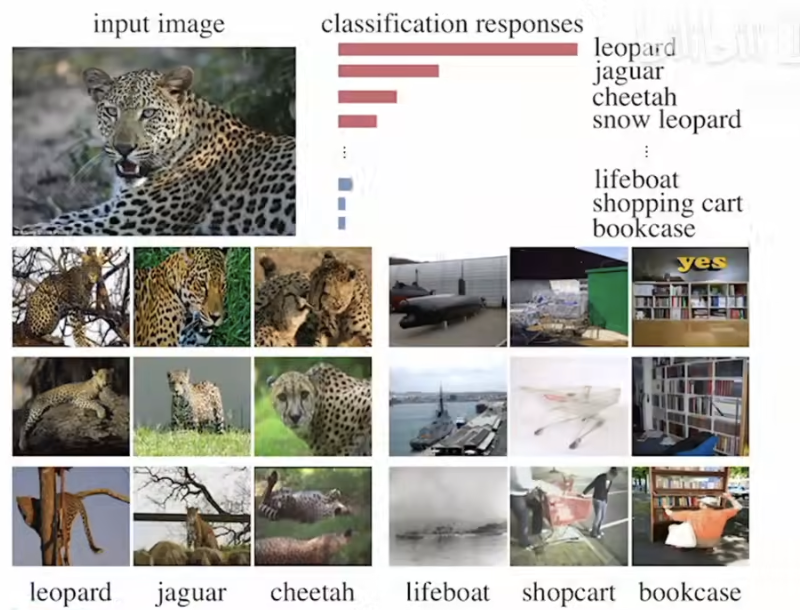 input image
classification responses
leopard
jaguar
cheetah
snow leopard
⋮
⋮
lifeboat
shopping cart
bookcase
yes
leopard
jaguar
cheetah
lifeboat
shopcart
bookcase